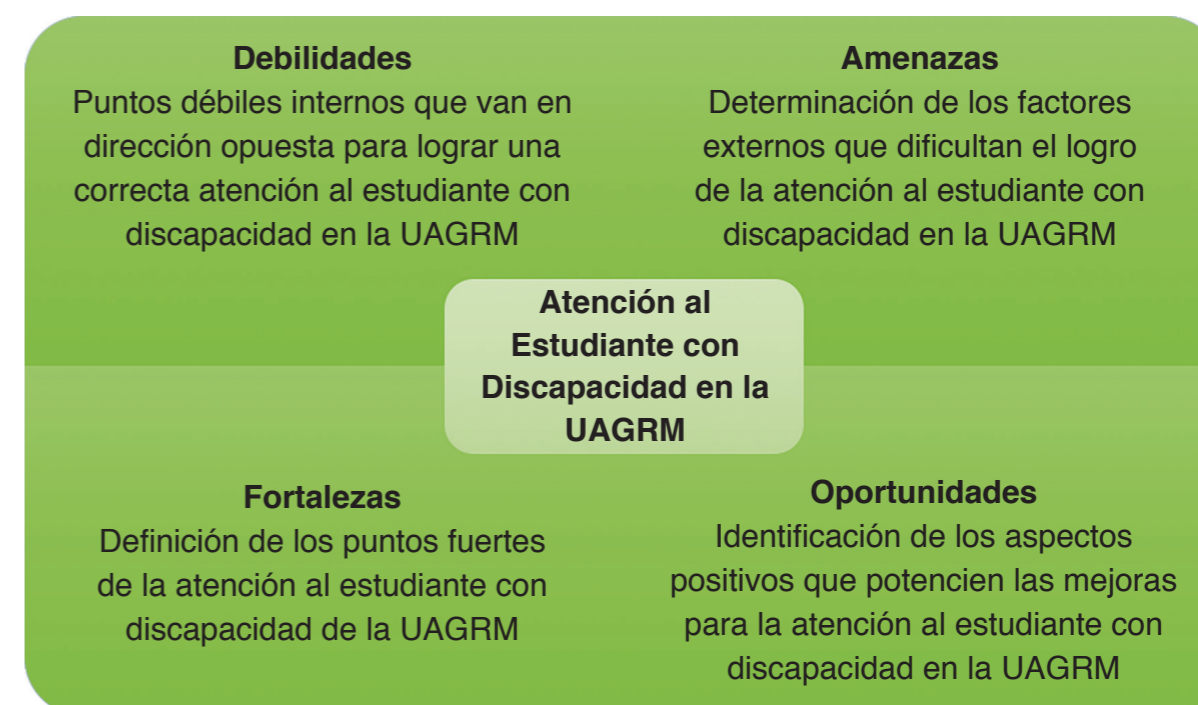 Debilidades
Puntos débiles internos que van en
dirección opuesta para lograr una
correcta atención al estudiante con
discapacidad en la UAGRM
Amenazas
Determinación de los factores
externos que dificultan el logro
de la atención al estudiante con
discapacidad en la UAGRM
Atención al
Estudiante con
Discapacidad en la
UAGRM
Fortalezas
Definición de los puntos fuertes
de la atención al estudiante con
discapacidad de la UAGRM
Oportunidades
Identificación de los aspectos
positivos que potencien las mejoras
para la atención al estudiante con
discapacidad en la UAGRM